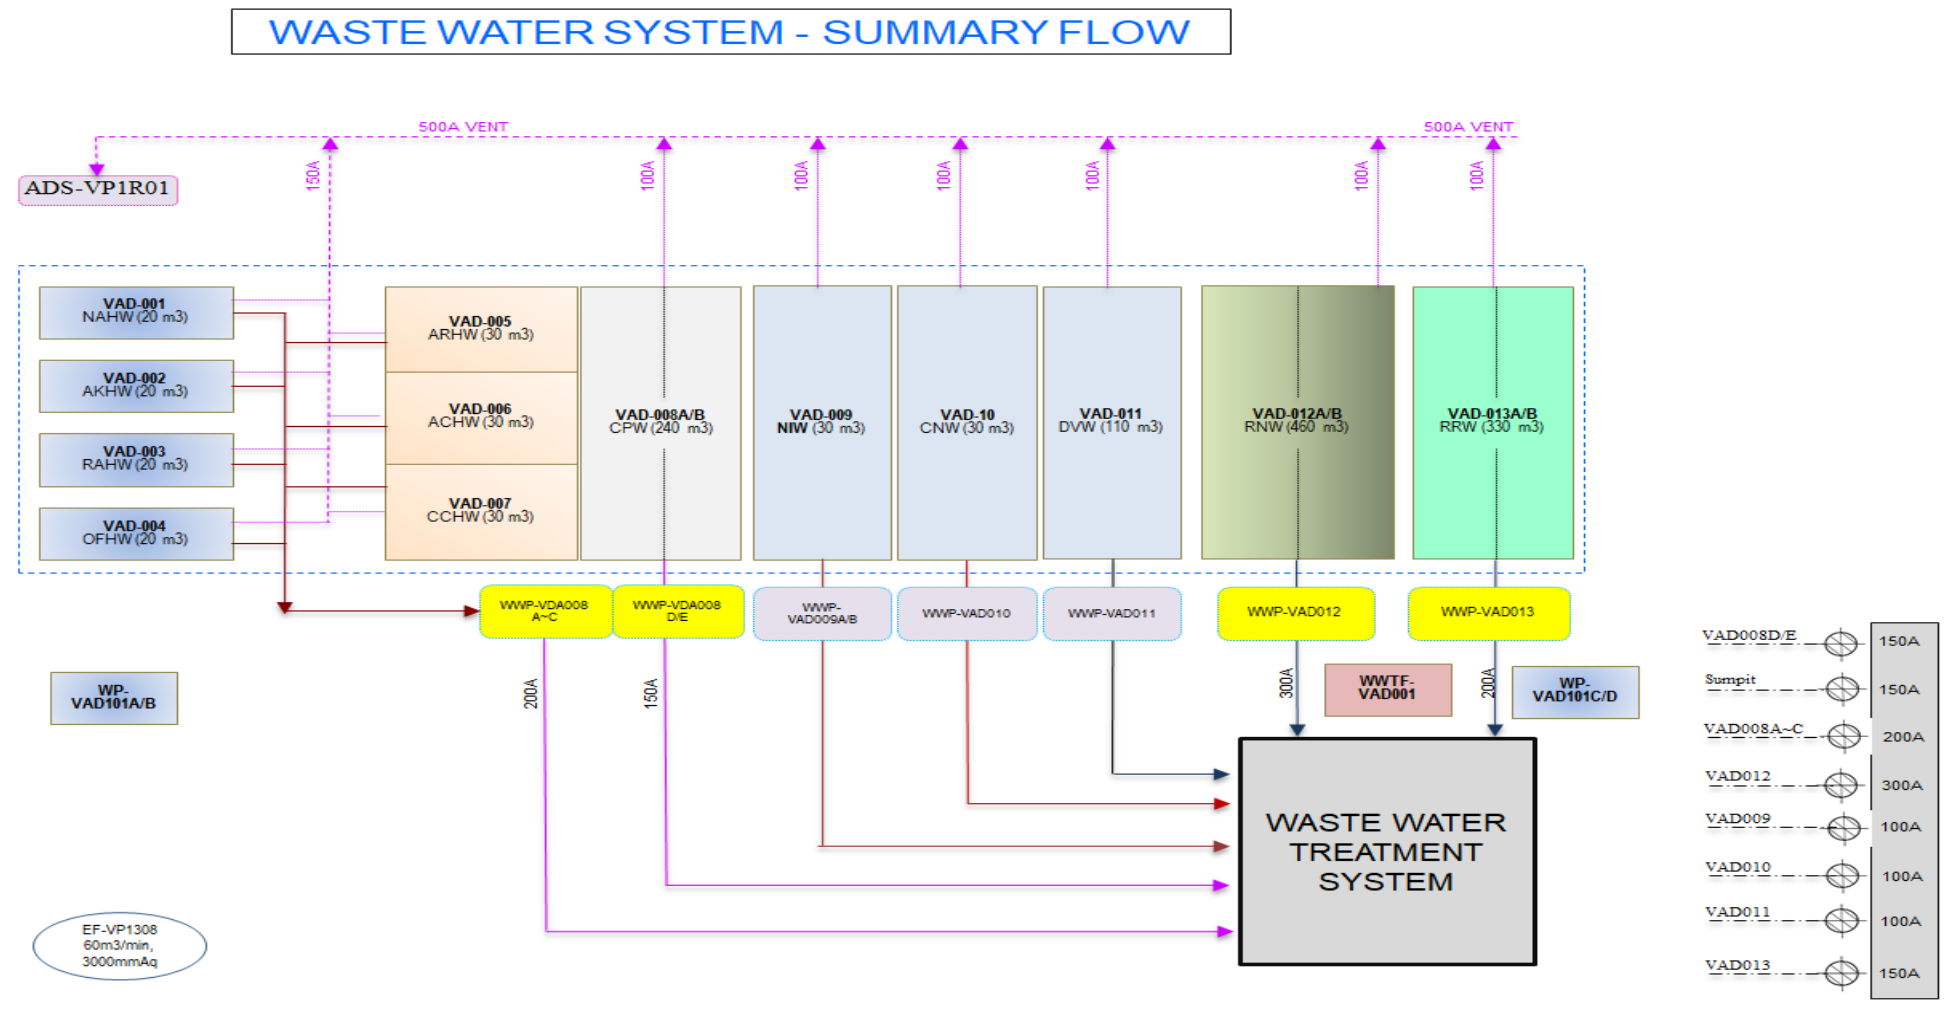 WASTE WATER SYSTEM - SUMMARY FLOW
500A VENT
500A VENT
ADS-VP1R01
150A
100A
100A
100A
100A
100A
100A
VAD-001
NAHW (20 m3)
VAD-002
AKHW (20 m3)
VAD-003
RAHW (20 m3)
VAD-004
OFHW (20 m3)
VAD-005
ARHW (30 m3)
VAD-006
ACHW (30 m3)
VAD-007
CCHW (30 m3)
VAD-008A/B
CPW (240 m3)
VAD-009
NIW (30 m3)
VAD-10
CNW (30 m3)
VAD-011
DVW (110 m3)
VAD-012A/B
RNW (460 m3)
VAD-013A/B
RRW (330 m3)
WWP-VDA008
A~C
WWP-VDA008
D/E
WWP-
VAD009A/B
WWP-VAD010
WWP-VAD011
WWP-VAD012
WWP-VAD013
WP-
VAD101A/B
200A
150A
300A
WWTF-
VAD001
200A
WP-
VAD101C/D
WASTE WATER
TREATMENT
SYSTEM
EF-VP1308
60m3/min,
3000mmAq
VAD008D/E 150A
Sumpit 150A
VAD008A~C 200A
VAD012 300A
VAD009 100A
VAD010 100A
VAD011 100A
VAD013 150A